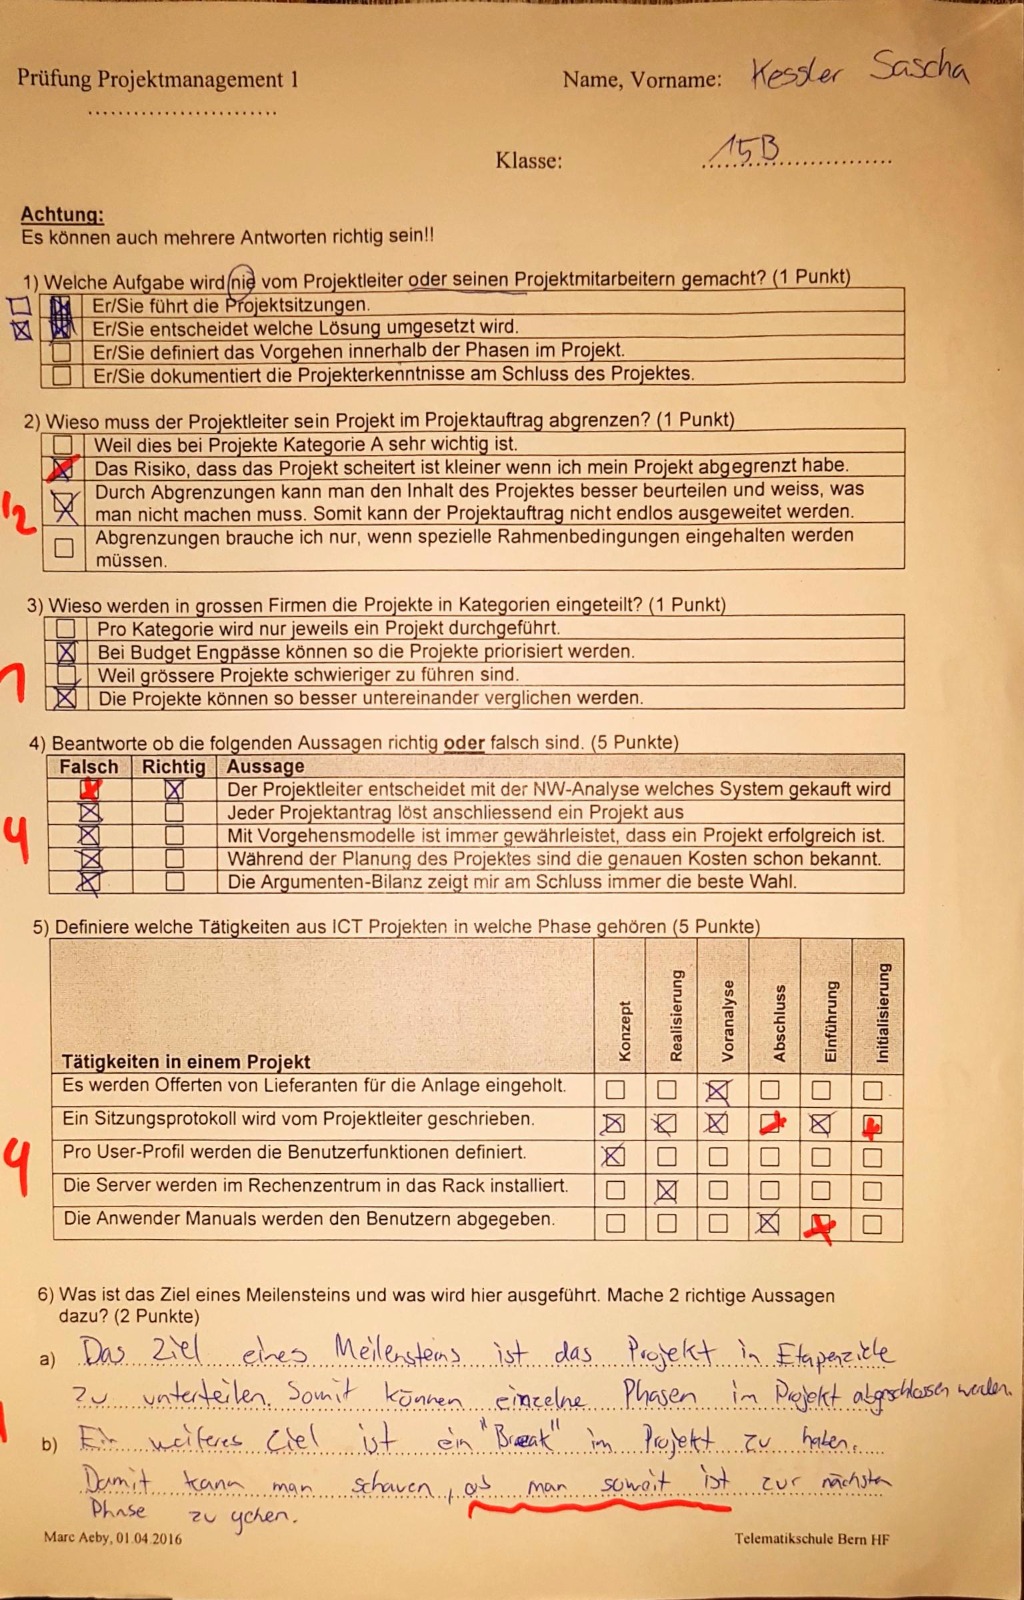 Prüfung Projektmanagement 1
Name, Vorname: Kessler Sascha
Klasse: 15B
Achtung:
Es können auch mehrere Antworten richtig sein!!
1) Welche Aufgabe wird nie vom Projektleiter oder seinen Projektmitarbeitern gemacht? (1 Punkt)
Er/Sie führt die Projektsitzungen.
Er/Sie entscheidet welche Lösung umgesetzt wird.
Er/Sie definiert das Vorgehen innerhalb der Phasen im Projekt.
Er/Sie dokumentiert die Projekterkenntnisse am Schluss des Projektes.
2) Wieso muss der Projektleiter sein Projekt im Projektauftrag abgrenzen? (1 Punkt)
Weil dies bei Projekte Kategorie A sehr wichtig ist.
Das Risiko, dass das Projekt scheitert ist kleiner wenn ich mein Projekt abgegrenzt habe.
Durch Abgrenzungen kann man den Inhalt des Projektes besser beurteilen und weiss, was
man nicht machen muss. Somit kann der Projektauftrag nicht endlos ausgeweitet werden.
1/2
Abgrenzungen brauche ich nur, wenn spezielle Rahmenbedingungen eingehalten werden
müssen.
3) Wieso werden in grossen Firmen die Projekte in Kategorien eingeteilt? (1 Punkt)
Pro Kategorie wird nur jeweils ein Projekt durchgeführt.
Bei Budget Engpässe können so die Projekte priorisiert werden.
Weil grössere Projekte schwieriger zu führen sind.
1
Die Projekte können so besser untereinander verglichen werden.
4) Beantworte ob die folgenden Aussagen richtig oder falsch sind. (5 Punkte)
Falsch Richtig Aussage
Der Projektleiter entscheidet mit der NW-Analyse welches System gekauft wird
Jeder Projektantrag löst anschliessend ein Projekt aus
4
Mit Vorgehensmodelle ist immer gewährleistet, dass ein Projekt erfolgreich ist.
Während der Planung des Projektes sind die genauen Kosten schon bekannt.
Die Argumenten-Bilanz zeigt mir am Schluss immer die beste Wahl.
5) Definiere welche Tätigkeiten aus ICT Projekten in welche Phase gehören (5 Punkte)
Tätigkeiten in einem Projekt
Konzept
Realisierung
Voranalyse
Abschluss
Einführung
Initialisierung
Es werden Offerten von Lieferanten für die Anlage eingeholt.
Ein Sitzungsprotokoll wird vom Projektleiter geschrieben.
Pro User-Profil werden die Benutzerfunktionen definiert.
4
Die Server werden im Rechenzentrum in das Rack installiert.
Die Anwender Manuals werden den Benutzern abgegeben.
6) Was ist das Ziel eines Meilensteins und was wird hier ausgeführt. Mache 2 richtige Aussagen
dazu? (2 Punkte)
a) Das Ziel eines Meilensteins ist das Projekt in Etapenziele
zu unterteilen. Somit können einzelne Phasen im Projekt abgeschlossen werden.
1
b) Ein weiteres Ziel ist ein "Break" im Projekt zu haben.
Damit kann man schauen, ob man soweit ist zur nächsten
Phase zu gehen.
Marc Aeby, 01.04.2016
Telematikschule Bern HF